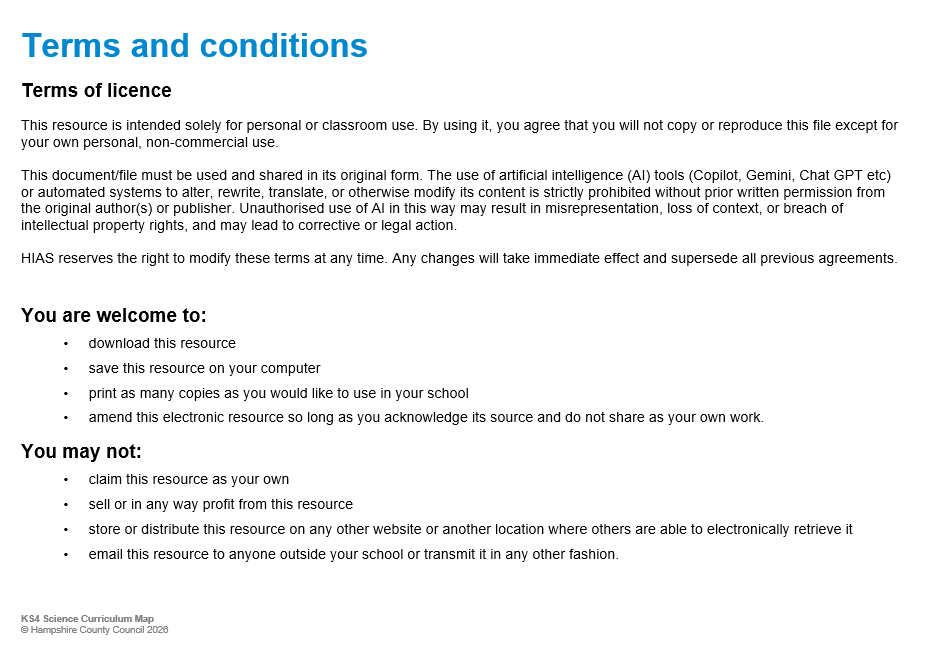 Terms and conditions
Terms of licence
This resource is intended solely for personal or classroom use. By using it, you agree that you will not copy or reproduce this file except for
your own personal, non-commercial use.
This document/file must be used and shared in its original form. The use of artificial intelligence (AI) tools (Copilot, Gemini, Chat GPT etc)
or automated systems to alter, rewrite, translate, or otherwise modify its content is strictly prohibited without prior written permission from
the original author(s) or publisher. Unauthorised use of AI in this way may result in misrepresentation, loss of context, or breach of
intellectual property rights, and may lead to corrective or legal action.
HIAS reserves the right to modify these terms at any time. Any changes will take immediate effect and supersede all previous agreements.
You are welcome to:
• download this resource
• save this resource on your computer
• print as many copies as you would like to use in your school
• amend this electronic resource so long as you acknowledge its source and do not share as your own work.
You may not:
• claim this resource as your own
• sell or in any way profit from this resource
• store or distribute this resource on any other website or another location where others are able to electronically retrieve it
• email this resource to anyone outside your school or transmit it in any other fashion.
KS4 Science Curriculum Map
© Hampshire County Council 2026